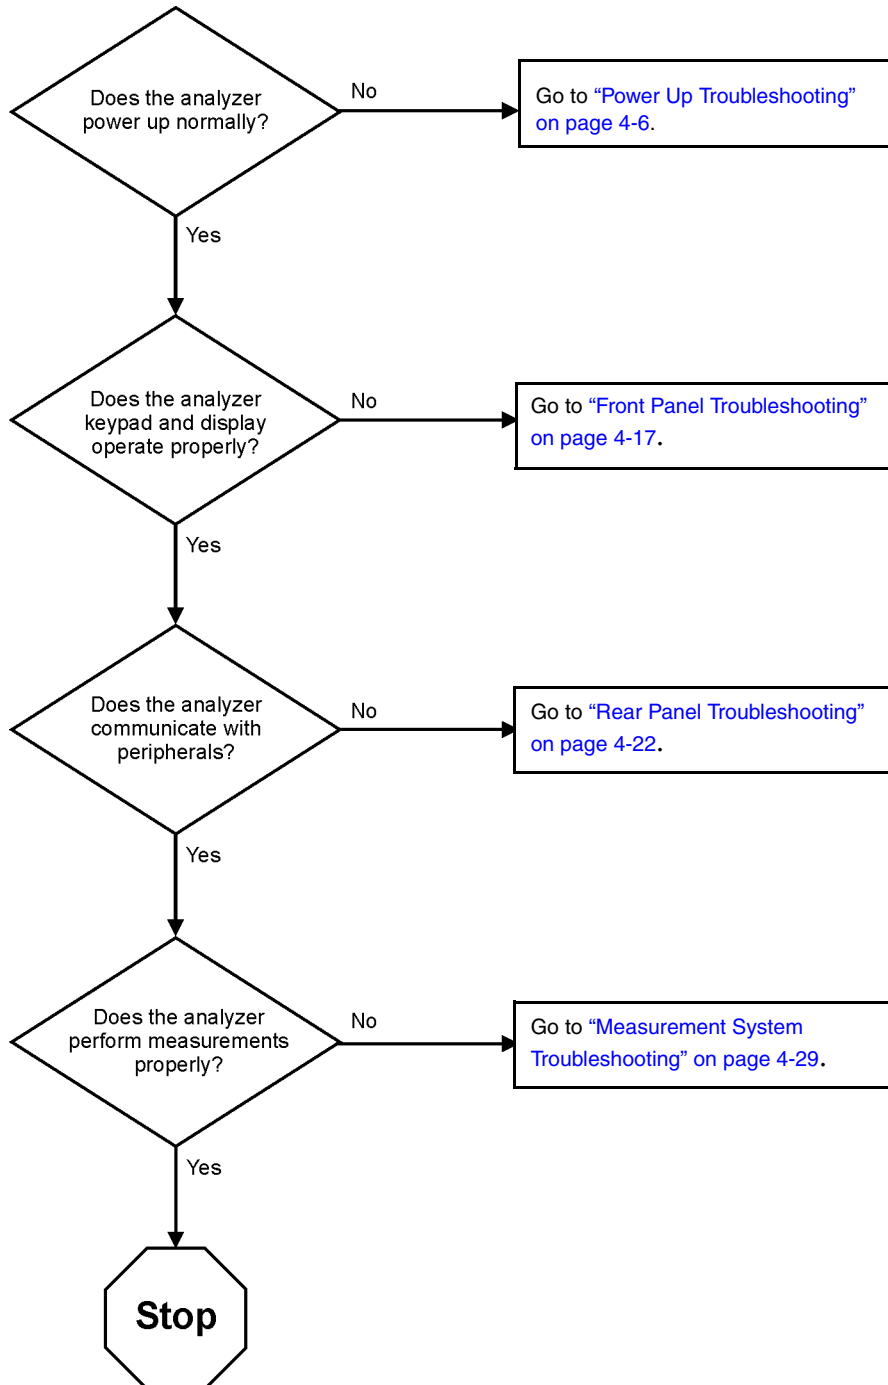 Does the analyzer
power up normally?
No
Go to “Power Up Troubleshooting”
on page 4-6.
Yes
Does the analyzer
keypad and display
operate properly?
No
Go to “Front Panel Troubleshooting”
on page 4-17.
Yes
Does the analyzer
communicate with
peripherals?
No
Go to “Rear Panel Troubleshooting”
on page 4-22.
Yes
Does the analyzer
perform measurements
properly?
No
Go to “Measurement System
Troubleshooting” on page 4-29.
Yes
Stop